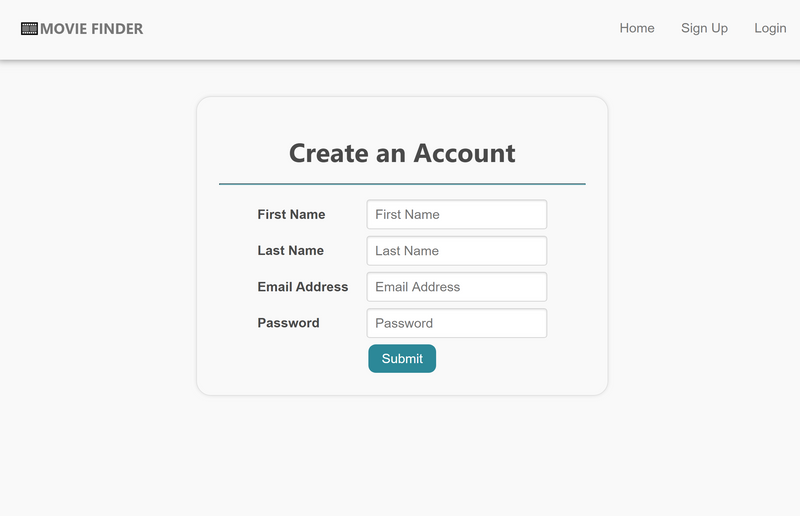 MOVIE FINDER Home Sign Up Login
Create an Account
First Name First Name
Last Name Last Name
Email Address Email Address
Password Password
Submit